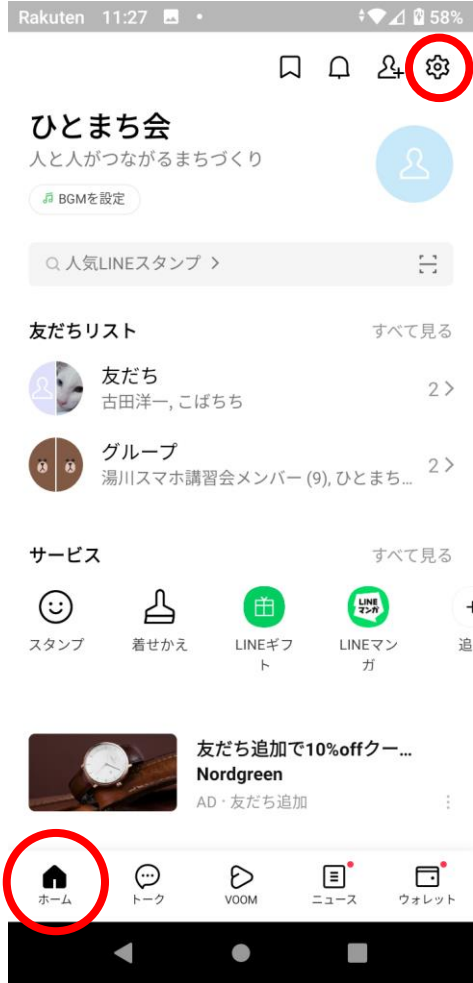 Rakuten 11:27 58%
ひとまち会
人と人がつながるまちづくり
BGMを設定
人気LINEスタンプ >
友だちリスト すべて見る
友だち
古田洋一, こばちち
2 >
グループ
湯川スマホ講習会メンバー (9), ひとまち...
2 >
サービス すべて見る
スタンプ 着せかえ LINEギフ LINEマン 追
ト ガ
LINE
マンガ
友だち追加で10%offクー...
Nordgreen
AD・友だち追加
ホーム トーク VOOM ニュース ウォレット